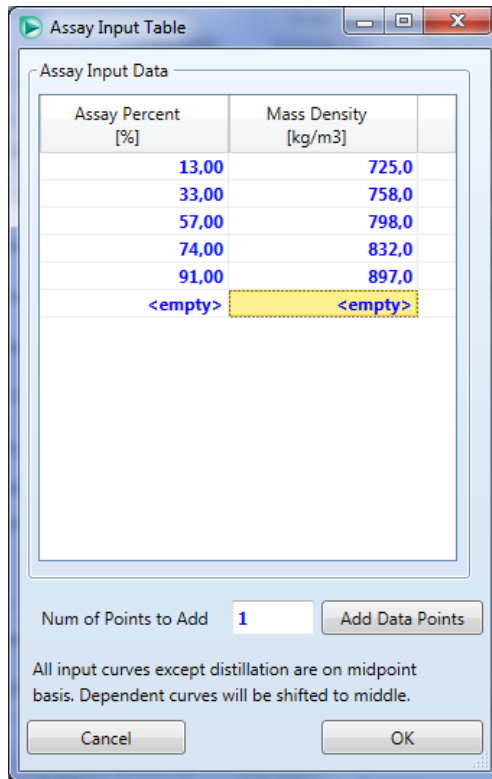 Assay Input Table
Assay Input Data
Assay Percent [%] Mass Density [kg/m3]
13,00 725,0
33,00 758,0
57,00 798,0
74,00 832,0
91,00 897,0
<empty> <empty>
Num of Points to Add 1 Add Data Points
All input curves except distillation are on midpoint
basis. Dependent curves will be shifted to middle.
Cancel OK